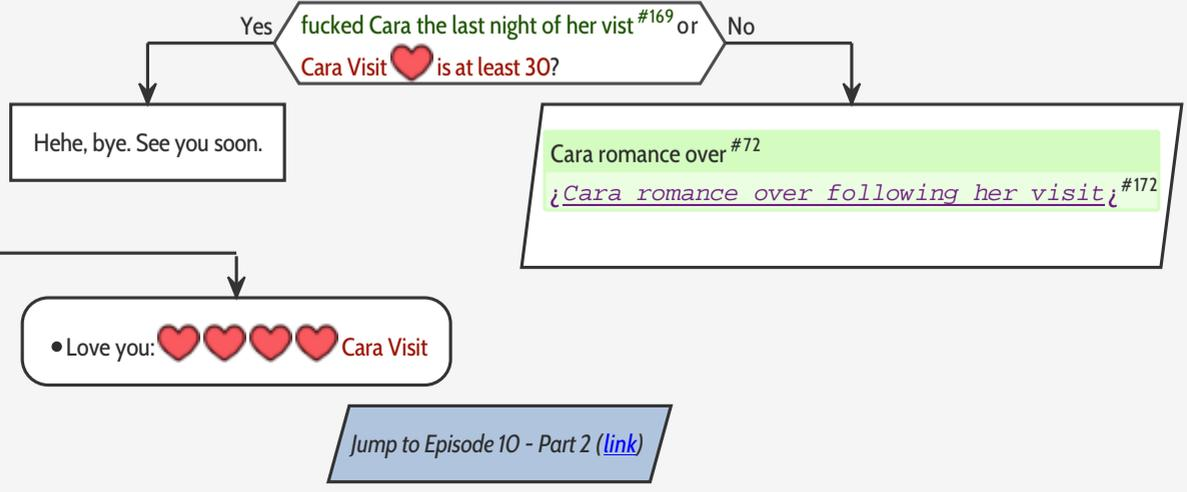 Yes
fucked Cara the last night of her vist #169 or
No
Cara Visit is at least 30?
Hehe, bye. See you soon.
Cara romance over #72
¿Cara romance over following her visit¿ #172
•Love you: Cara Visit
Jump to Episode 10 - Part 2 (link)